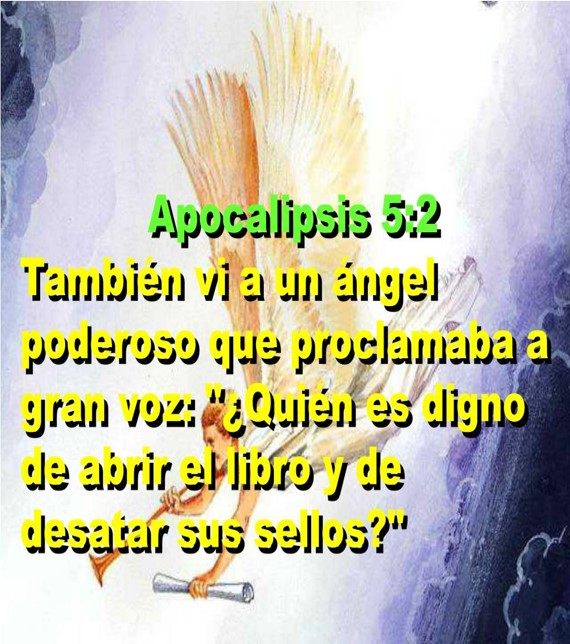 Apocalipsis 5:2
También vi a un ángel
poderoso que proclamaba a
gran voz: "¿Quién es digno
de abrir el libro y de
desatar sus sellos?"